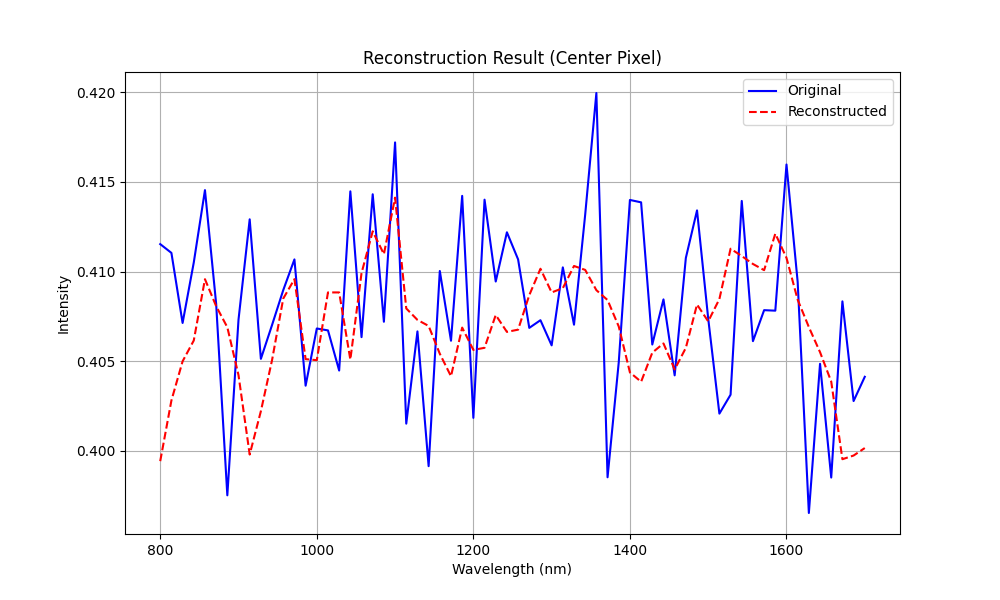 Reconstruction Result (Center Pixel)
Original
Reconstructed
0.420
0.415
0.410
0.405
0.400
Intensity
800 1000 1200 1400 1600
Wavelength (nm)